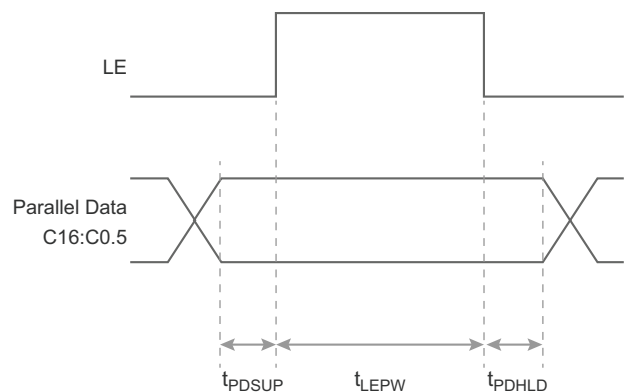 LE
Parallel Data
C16:C0.5
tPDSUP
tLEPW
tPDHLD